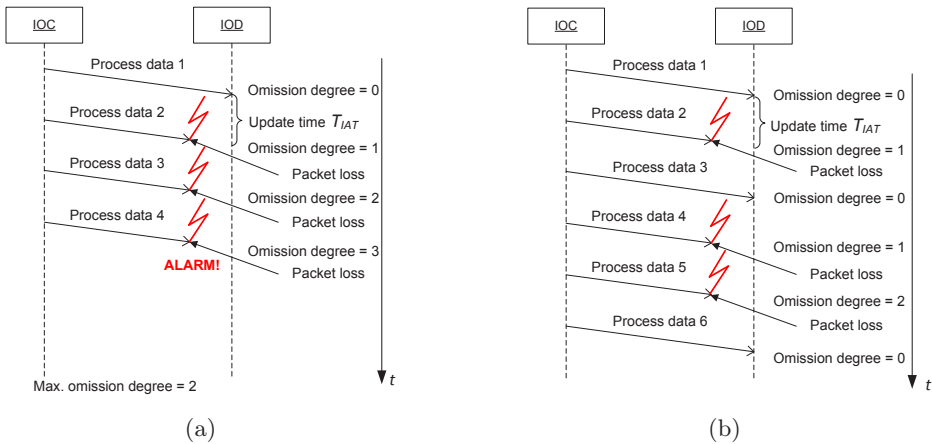 IOC
IOD
Process data 1
Omission degree = 0
Process data 2
Update time TIAT
Omission degree = 1
Process data 3
Packet loss
Omission degree = 2
Process data 4
Packet loss
Omission degree = 3
ALARM!
Packet loss
Max. omission degree = 2
t
(a)
IOC
IOD
Process data 1
Omission degree = 0
Process data 2
Update time TIAT
Omission degree = 1
Process data 3
Packet loss
Omission degree = 0
Process data 4
Omission degree = 1
Process data 5
Packet loss
Omission degree = 2
Process data 6
Packet loss
Omission degree = 0
t
(b)